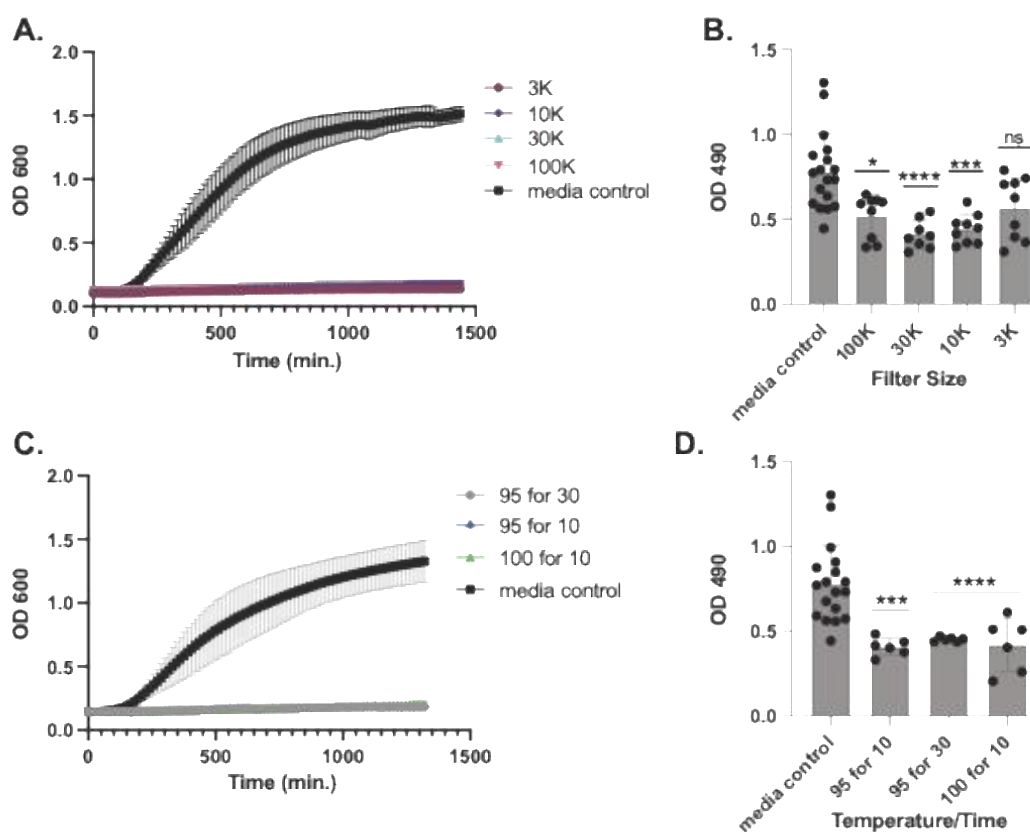 A.
2.0
1.5
1.0
0.5
0.0
OD 600
0
500
1000
1500
Time (min.)
3K
10K
30K
100K
media control
B.
1.5
1.0
0.5
0.0
OD 490
*
****
***
ns
media control
100K
30K
10K
3K
Filter Size
C.
2.0
1.5
1.0
0.5
0.0
OD 600
0
500
1000
1500
Time (min.)
95 for 30
95 for 10
100 for 10
media control
D.
1.5
1.0
0.5
0.0
OD 490
***
****
media control
95 for 10
95 for 30
100 for 10
Temperature/Time